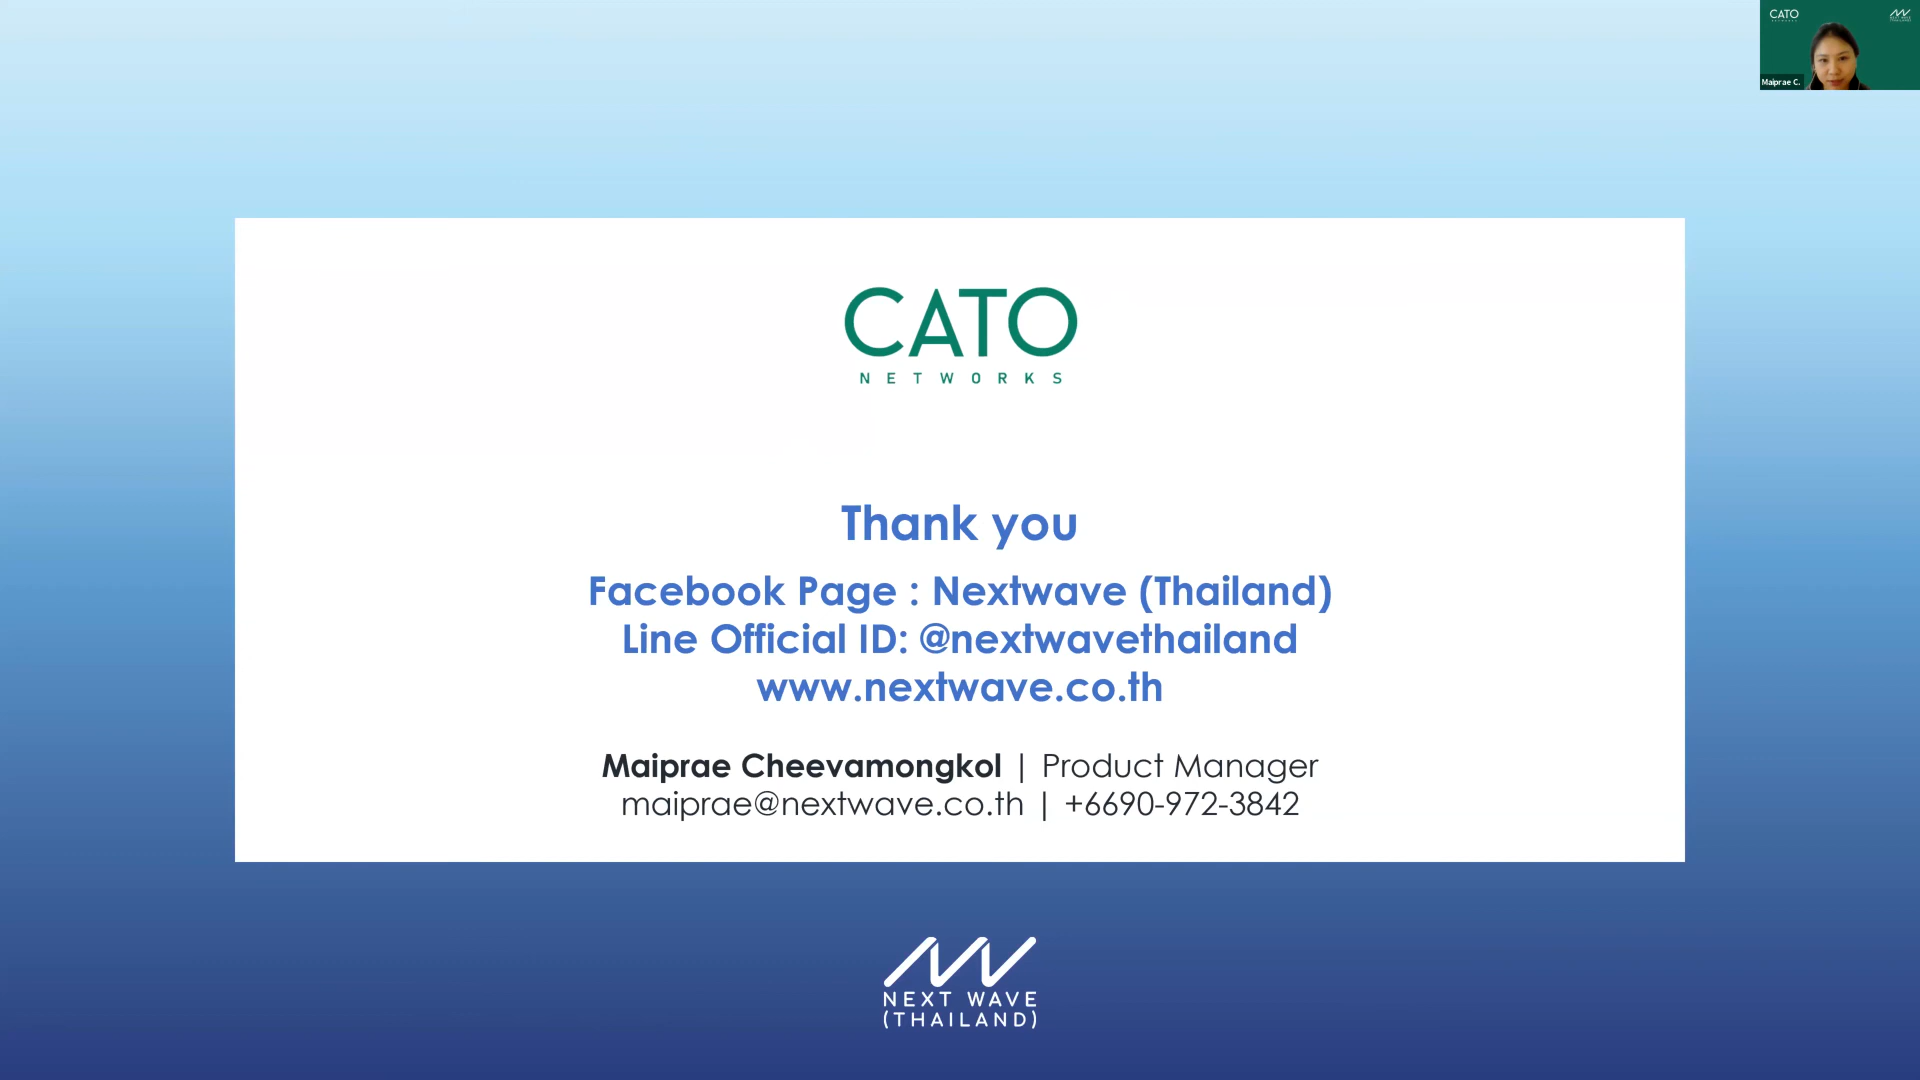 CATO
Maiprae C.
CATO
NETWORKS
Thank you
Facebook Page : Nextwave (Thailand)
Line Official ID: @nextwavethailand
www.nextwave.co.th
Maiprae Cheevamongkol | Product Manager
maiprae@nextwave.co.th | +6690-972-3842
NEXT WAVE
(THAILAND)